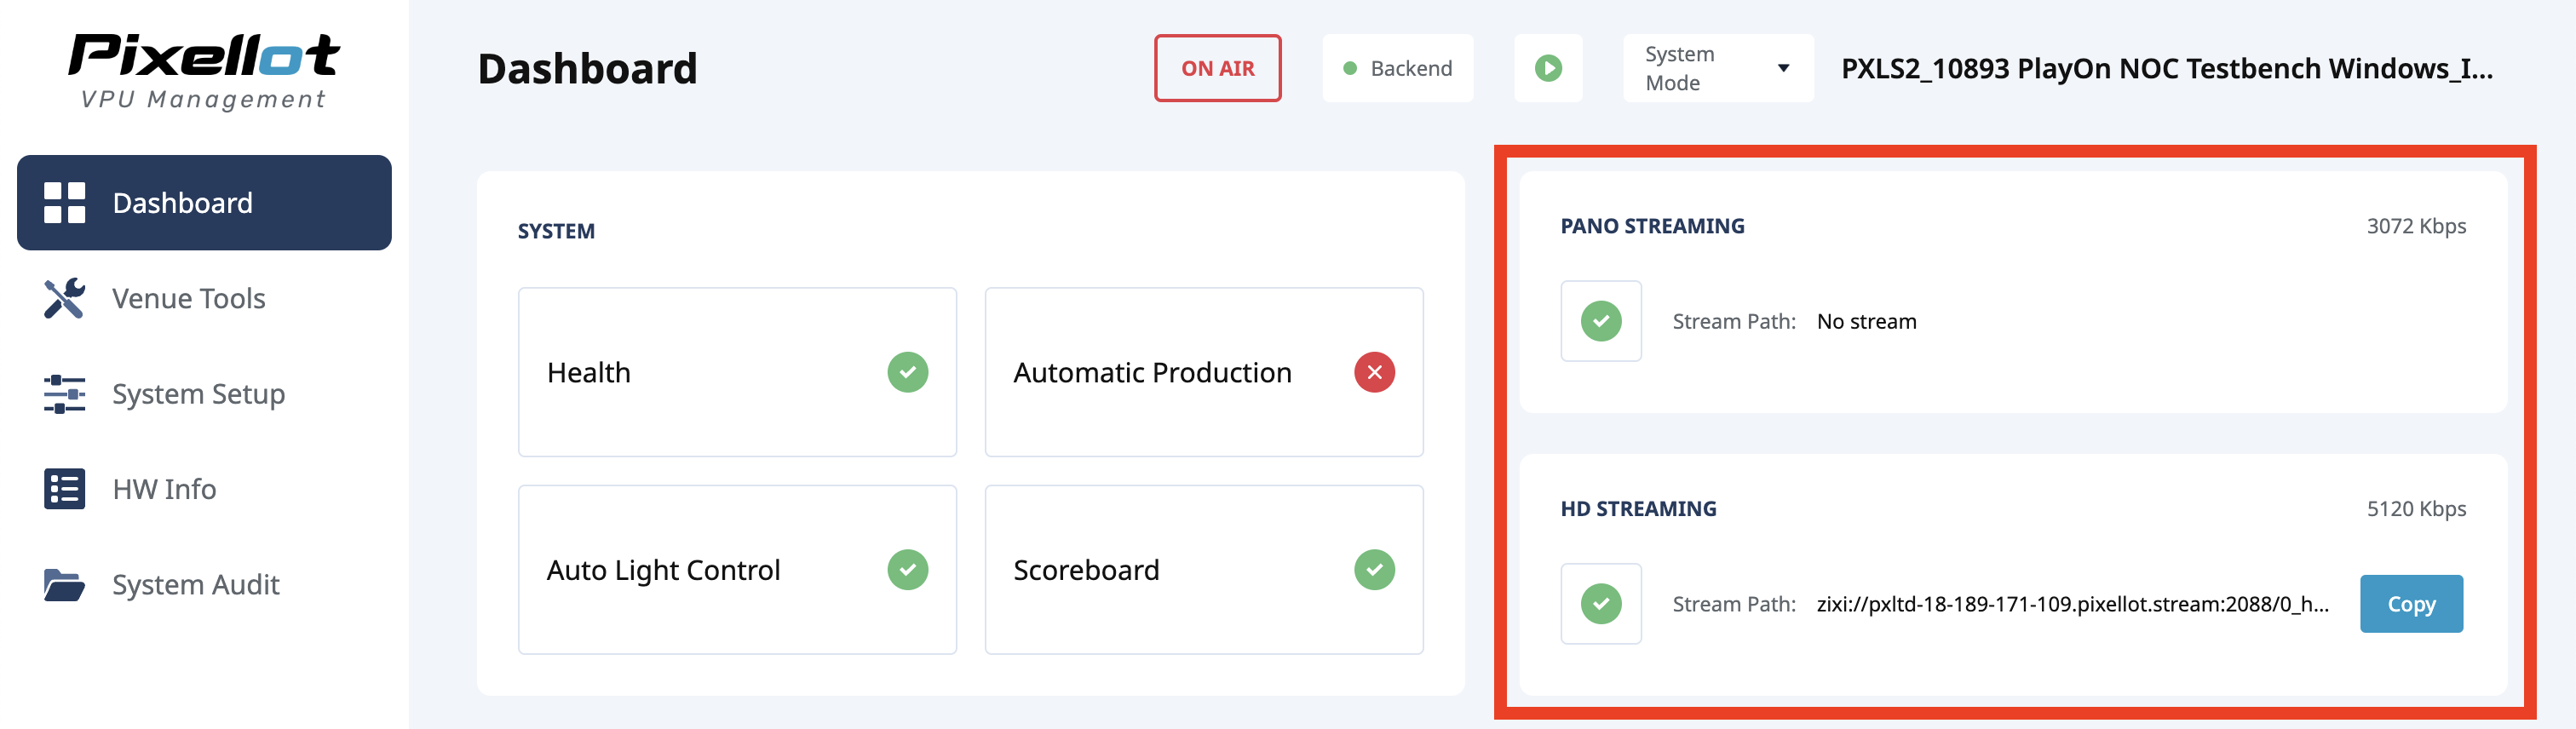 Pixellot
VPU Management
Dashboard
Venue Tools
System Setup
HW Info
System Audit
Dashboard
ON AIR
Backend
System
Mode
PXLS2_10893 PlayOn NOC Testbench Windows_I...
SYSTEM
Health
Automatic Production
Auto Light Control
Scoreboard
PANO STREAMING
3072 Kbps
Stream Path: No stream
HD STREAMING
5120 Kbps
Stream Path: zixi://pxltd-18-189-171-109.pixellot.stream:2088/0_h...
Copy